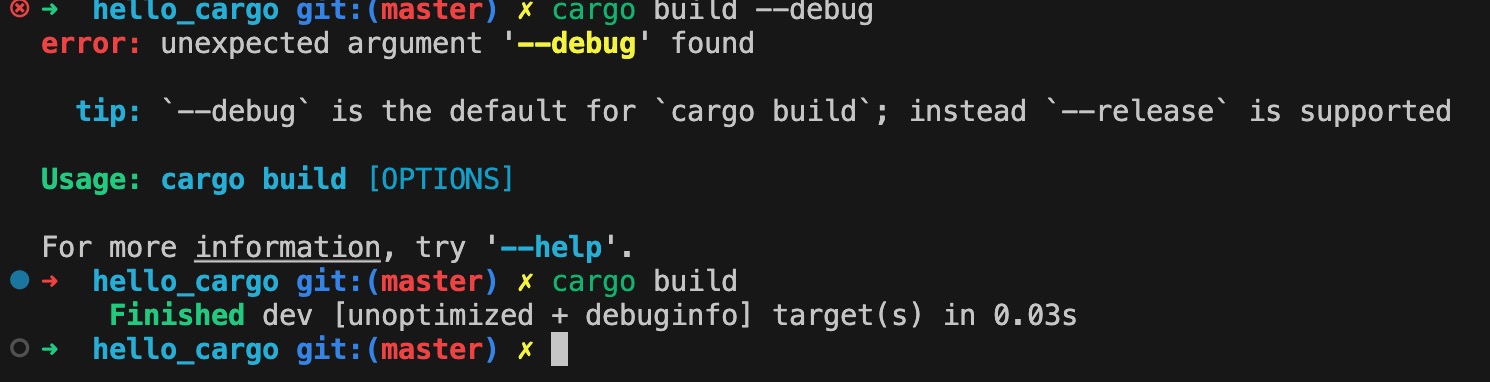 ➜ hello_cargo git:(master) ✗ cargo build --debug
error: unexpected argument '--debug' found
tip: `--debug` is the default for `cargo build`; instead `--release` is supported
Usage: cargo build [OPTIONS]
For more information, try '--help'.
➜ hello_cargo git:(master) ✗ cargo build
Finished dev [unoptimized + debuginfo] target(s) in 0.03s
➜ hello_cargo git:(master) ✗